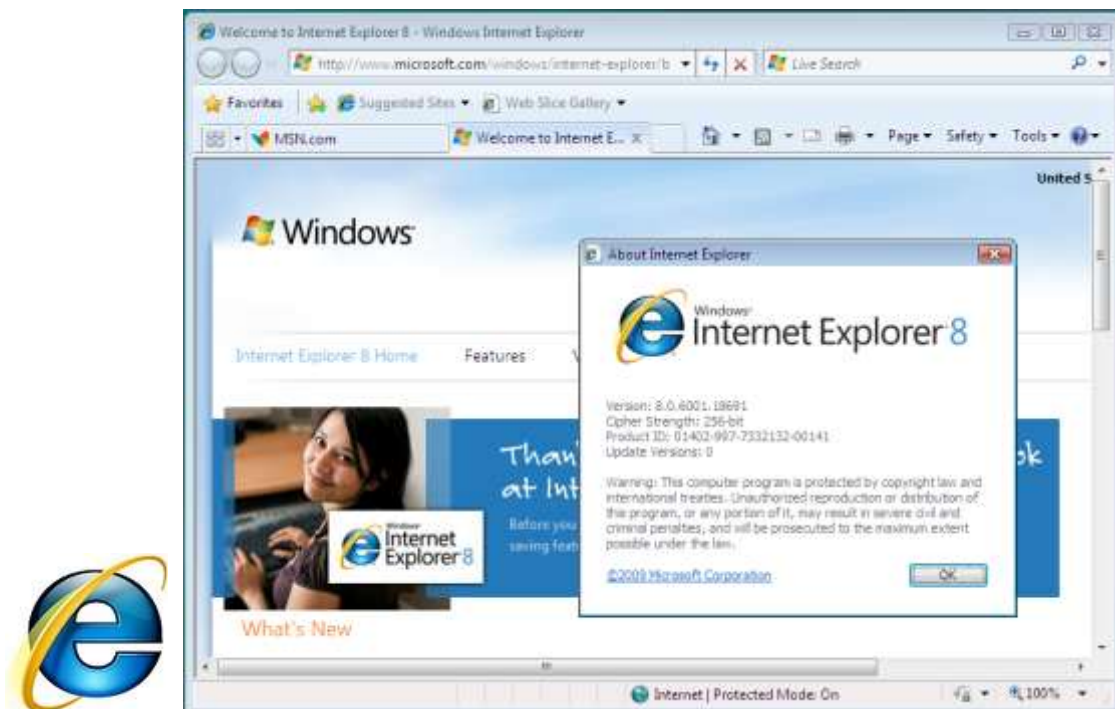 Welcome to Internet Explorer 8 - Windows Internet Explorer
http://www.microsoft.com/windows/internet-explorer/b
Live Search
Favorites
Suggested Sites
Web Slice Gallery
MSN.com
Welcome to Internet E...
Page
Safety
Tools
United S
Windows
Internet Explorer 8 Home
Features
Than
ok
at Int
Before you
saving feat
Windows
Internet
Explorer 8
What's New
About Internet Explorer
Windows
Internet Explorer 8
Version: 8.0.6001.18691
Cipher Strength: 256-bit
Product ID: 01402-997-7332132-00141
Update Versions: 0
Warning: This computer program is protected by copyright law and
international treaties. Unauthorized reproduction or distribution of
this program, or any portion of it, may result in severe civil and
criminal penalties, and will be prosecuted to the maximum extent
possible under the law.
©2009 Microsoft Corporation
OK
Internet | Protected Mode: On
100%